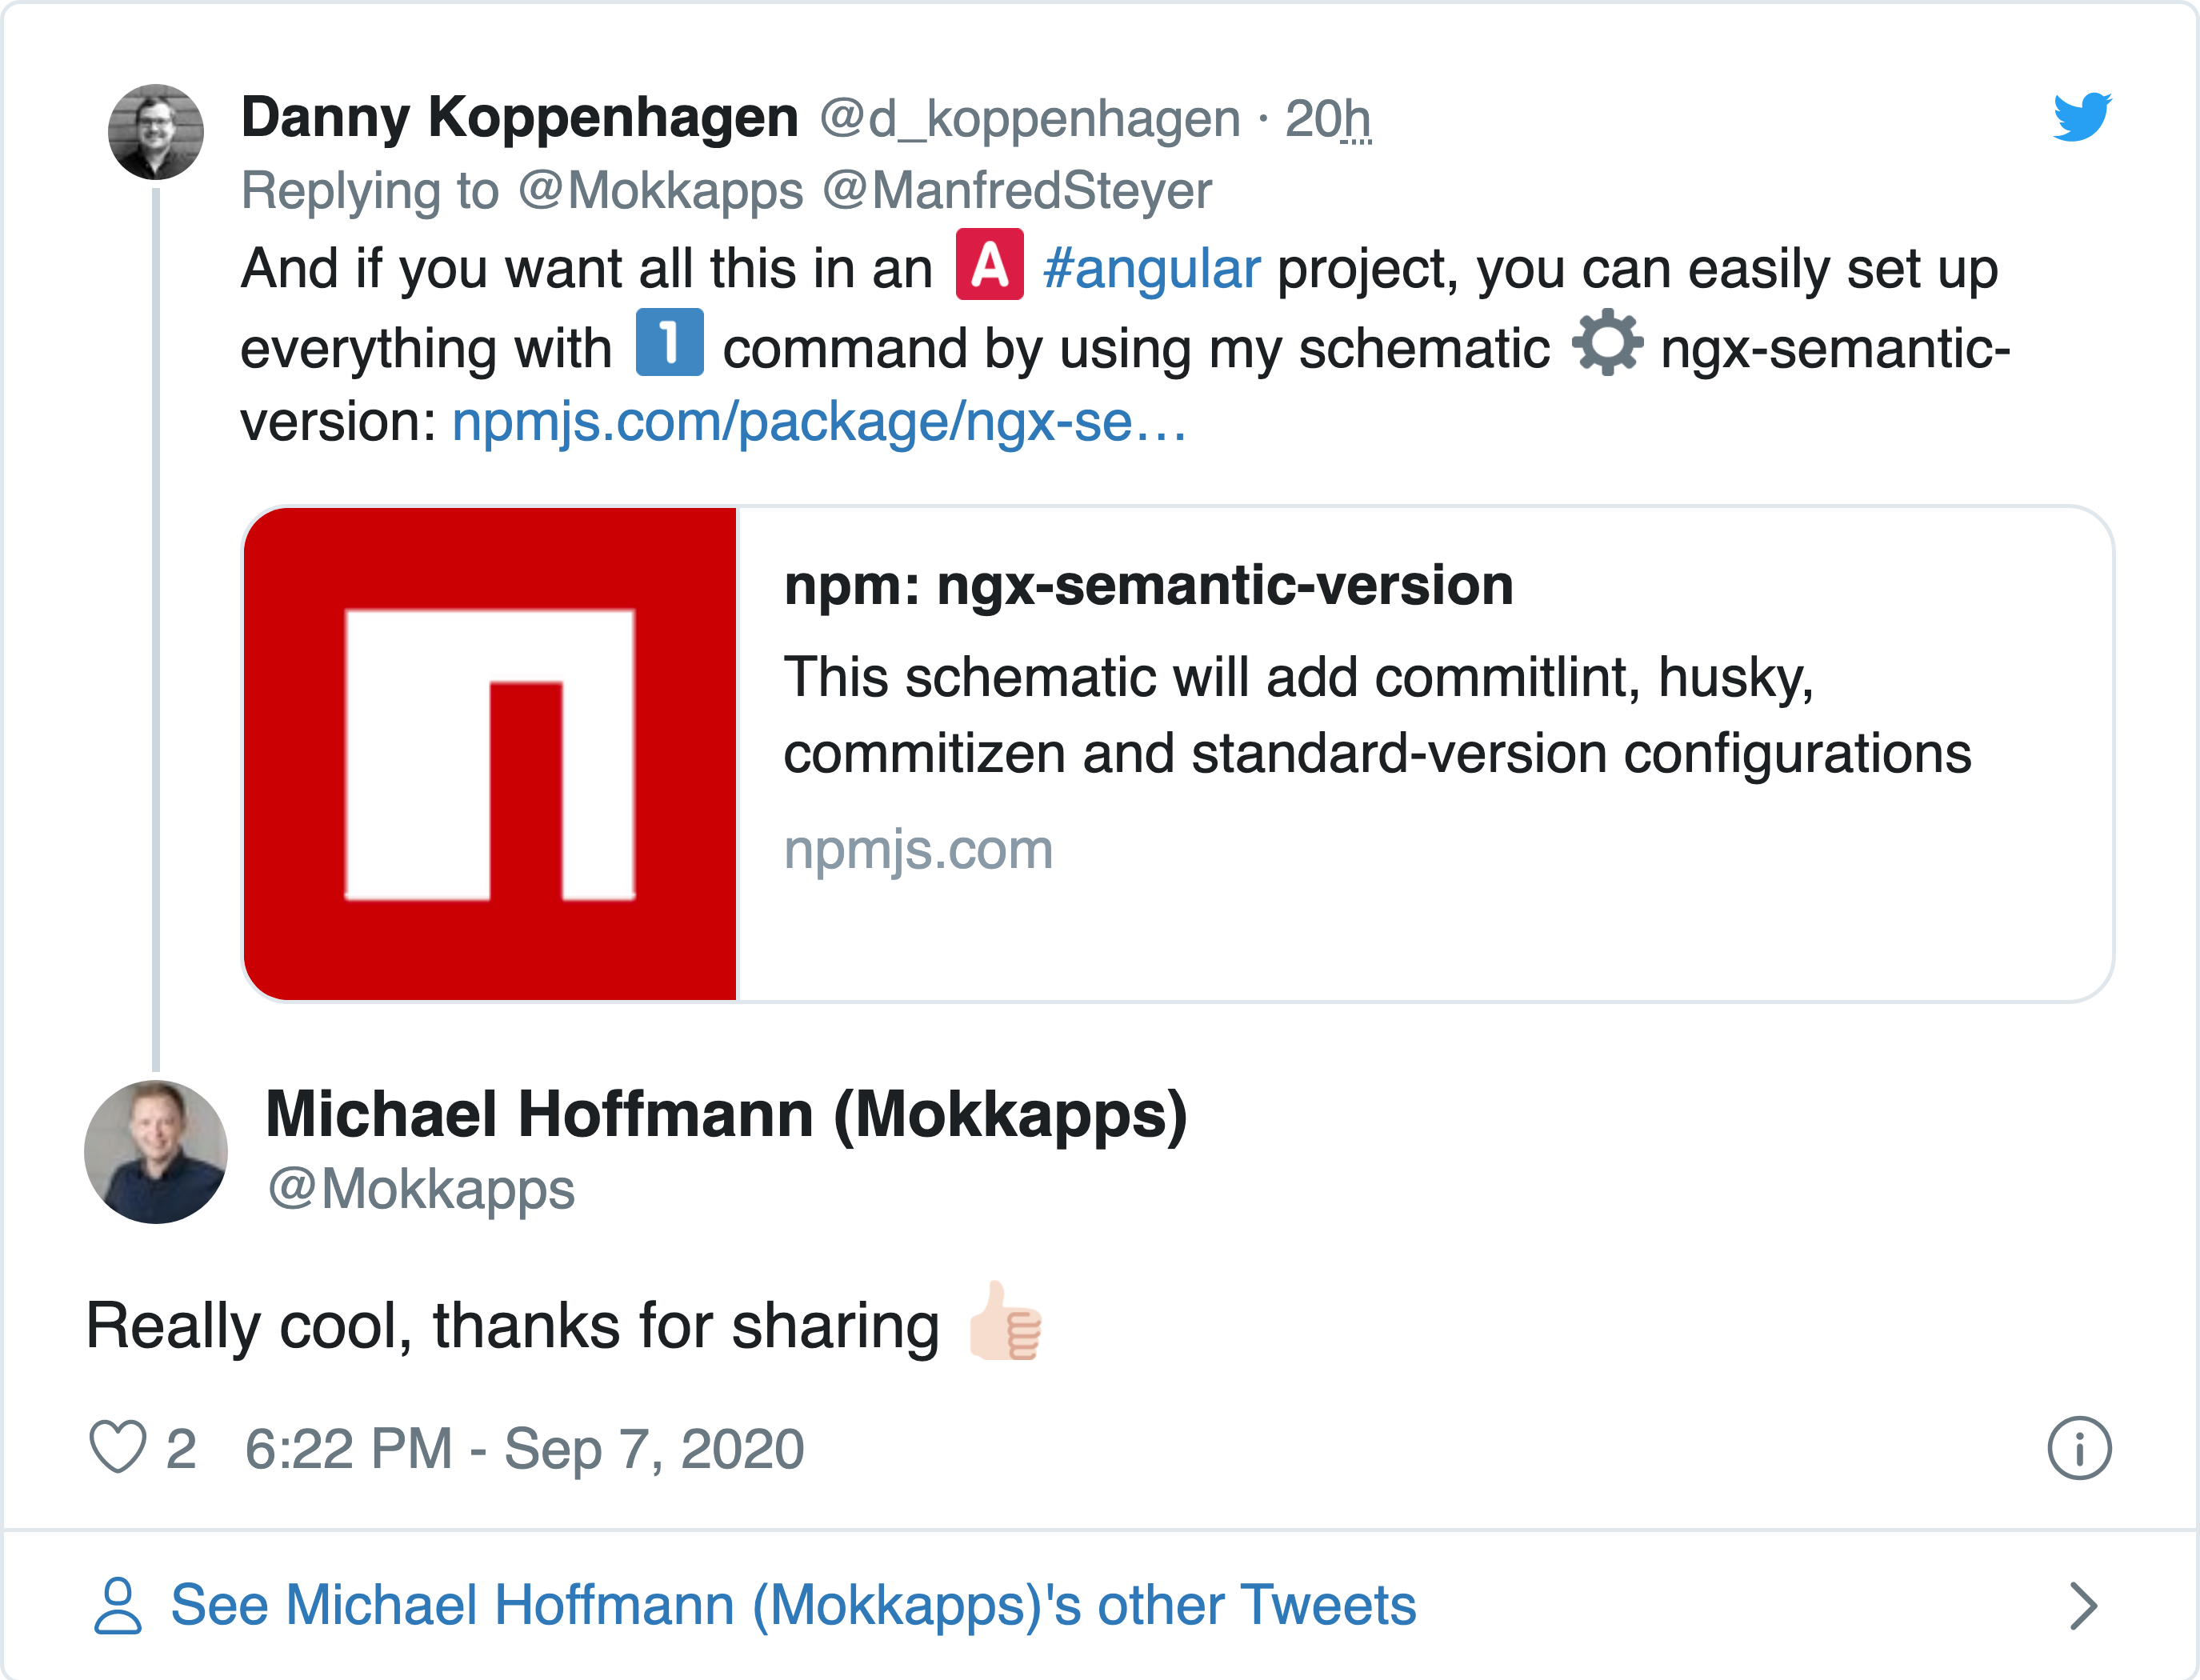 Danny Koppenhagen @d_koppenhagen · 20h
Replying to @Mokkapps @ManfredSteyer
And if you want all this in an 🅰️ #angular project, you can easily set up
everything with 1️⃣ command by using my schematic ⚙️ ngx-semantic-
version: npmjs.com/package/ngx-se…
npm: ngx-semantic-version
This schematic will add commitlint, husky,
commitizen and standard-version configurations
npmjs.com
Michael Hoffmann (Mokkapps)
@Mokkapps
Really cool, thanks for sharing 👍🏻
2 6:22 PM - Sep 7, 2020
See Michael Hoffmann (Mokkapps)'s other Tweets